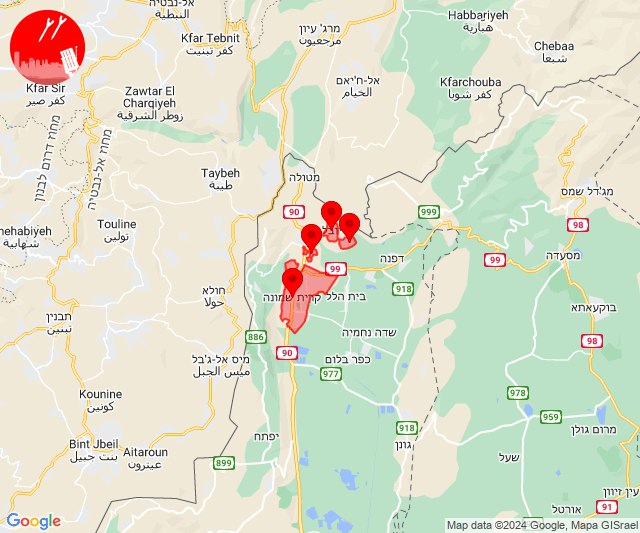 אל-נבטיה
النبطية
Kfar Tebnit
كفر تبنيت
מרג' עיון
مرجعيون
Habbariyeh
هبارية
Chebaa
شبعا
Kfar Sir
كفر صير
Zawtar El
Charqiyeh
زوطر الشرقية
אל-ח'יאם
الخيام
Kfarchouba
كفر شوبا
מחוז דרום לבנון
מחוז אל-נבטיה
Taybeh
طيبة
מטולה
מג'דל שמס
90
999
98
Touline
تولين
nehabiyeh
شهابية
99
דפנה
99
מסעדה
חולא
حولا
בית הלל
קרית שמונה
918
בוקעאתא
תבנין
تبنين
886
שדה נחמיה
98
מיס אל-ג'בל
ميس الجبل
90
כפר בלום
977
Kounine
كونين
978
959
מרום גולן
Bint Jbeil
بنت جبيل
Aitaroun
عيترون
יפתח
918
גונן
899
שעל
עין זיוון
91
אורטל
Google
Map data ©2024 Google, Mapa GISrael